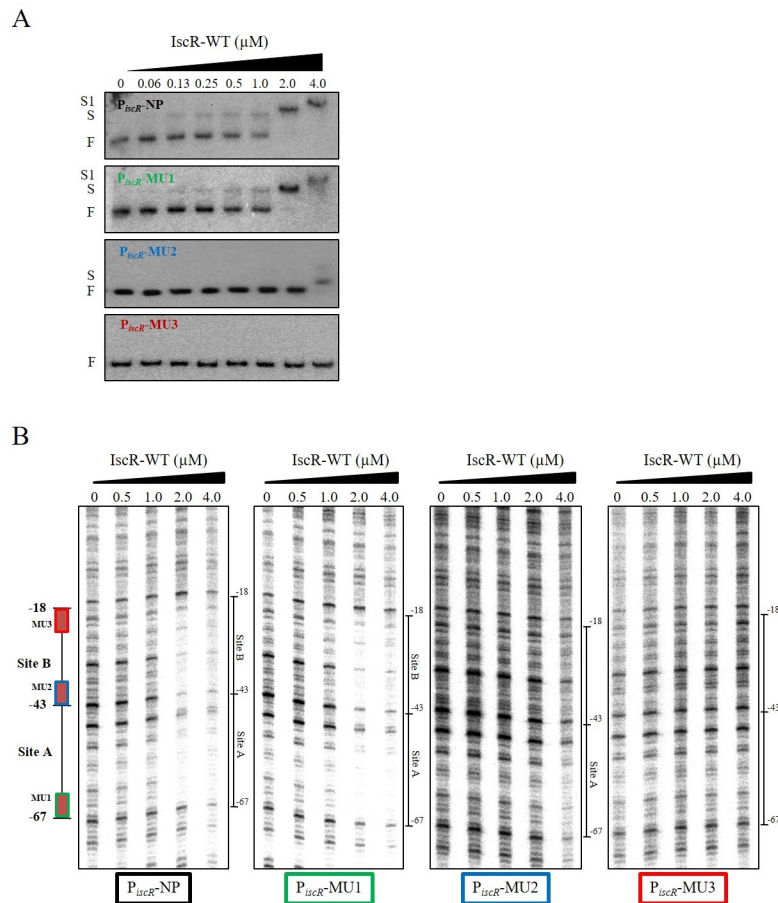 A
IscR-WT (µM)
0 0.06 0.13 0.25 0.5 1.0 2.0 4.0
S1
S
F
PiscR-NP
S1
S
F
PiscR-MU1
S
F
PiscR-MU2
F
PiscR-MU3
B
IscR-WT (µM)
IscR-WT (µM)
IscR-WT (µM)
IscR-WT (µM)
0 0.5 1.0 2.0 4.0
0 0.5 1.0 2.0 4.0
0 0.5 1.0 2.0 4.0
0 0.5 1.0 2.0 4.0
-18
MU3
Site B
MU2
-43
Site A
MU1
-67
-18
Site B
-43
Site A
-67
-18
Site B
-43
Site A
-67
-18
Site B
-43
Site A
-67
-18
-43
-67
PiscR-NP
PiscR-MU1
PiscR-MU2
PiscR-MU3